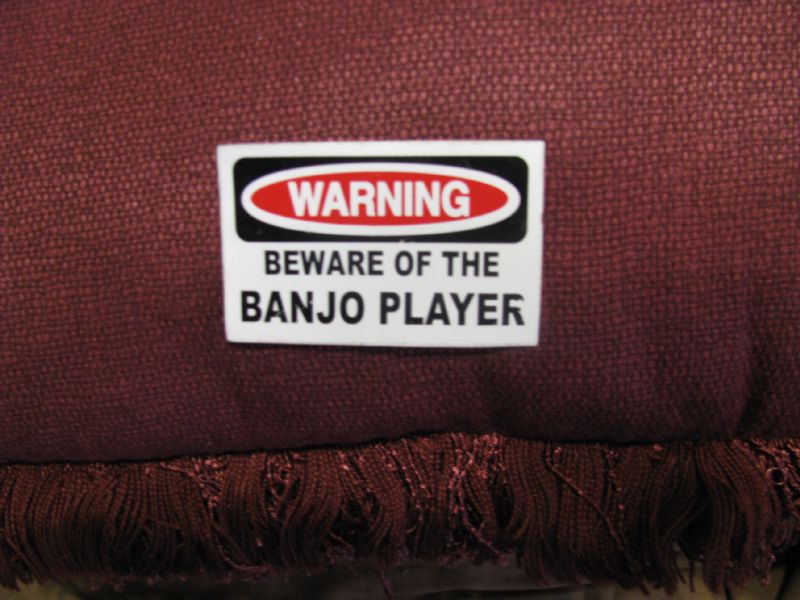 WARNING
BEWARE OF THE
BANJO PLAYER